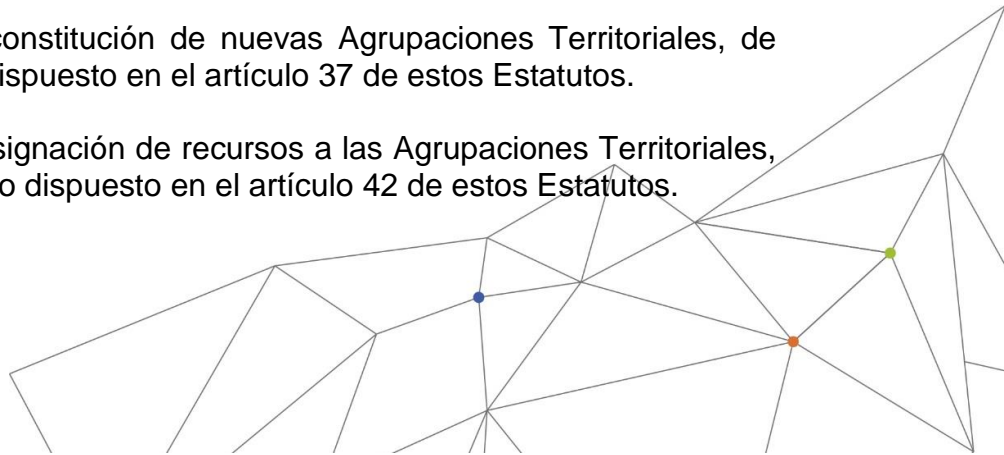 constitución de nuevas Agrupaciones Territoriales, de
dispuesto en el artículo 37 de estos Estatutos.
signación de recursos a las Agrupaciones Territoriales,
o dispuesto en el artículo 42 de estos Estatutos.